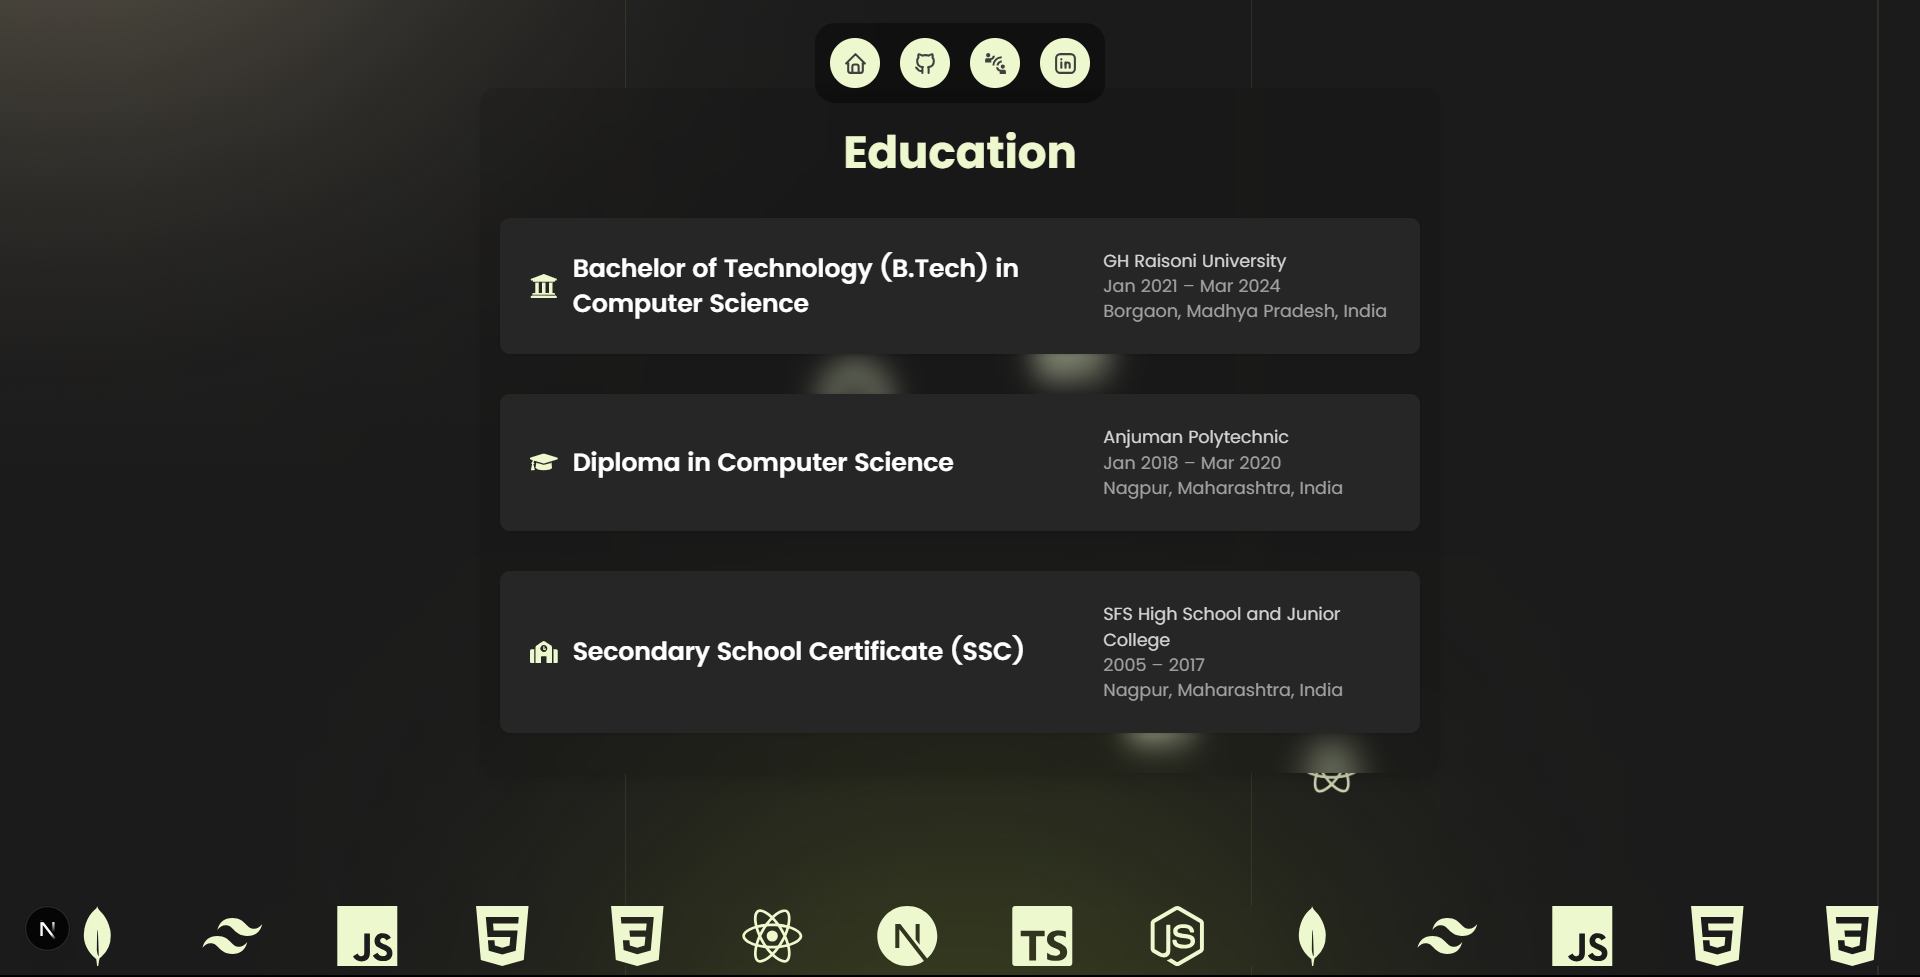 Education
Bachelor of Technology (B.Tech) in
Computer Science
GH Raisoni University
Jan 2021 – Mar 2024
Borgaon, Madhya Pradesh, India
Diploma in Computer Science
Anjuman Polytechnic
Jan 2018 – Mar 2020
Nagpur, Maharashtra, India
Secondary School Certificate (SSC)
SFS High School and Junior
College
2005 – 2017
Nagpur, Maharashtra, India
N
JS
5
3
N
TS
JS
JS
5
3